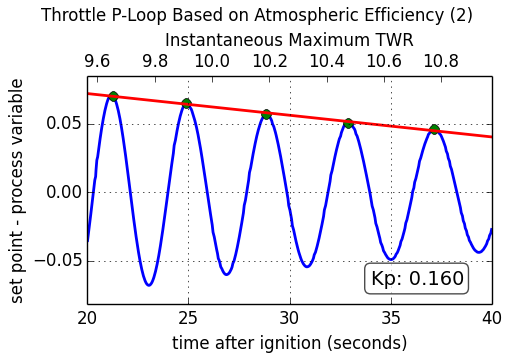 Throttle P-Loop Based on Atmospheric Efficiency (2)
Instantaneous Maximum TWR
9.6 9.8 10.0 10.2 10.4 10.6 10.8
set point - process variable
0.05
0.00
−0.05
Kp: 0.160
20 25 30 35 40
time after ignition (seconds)